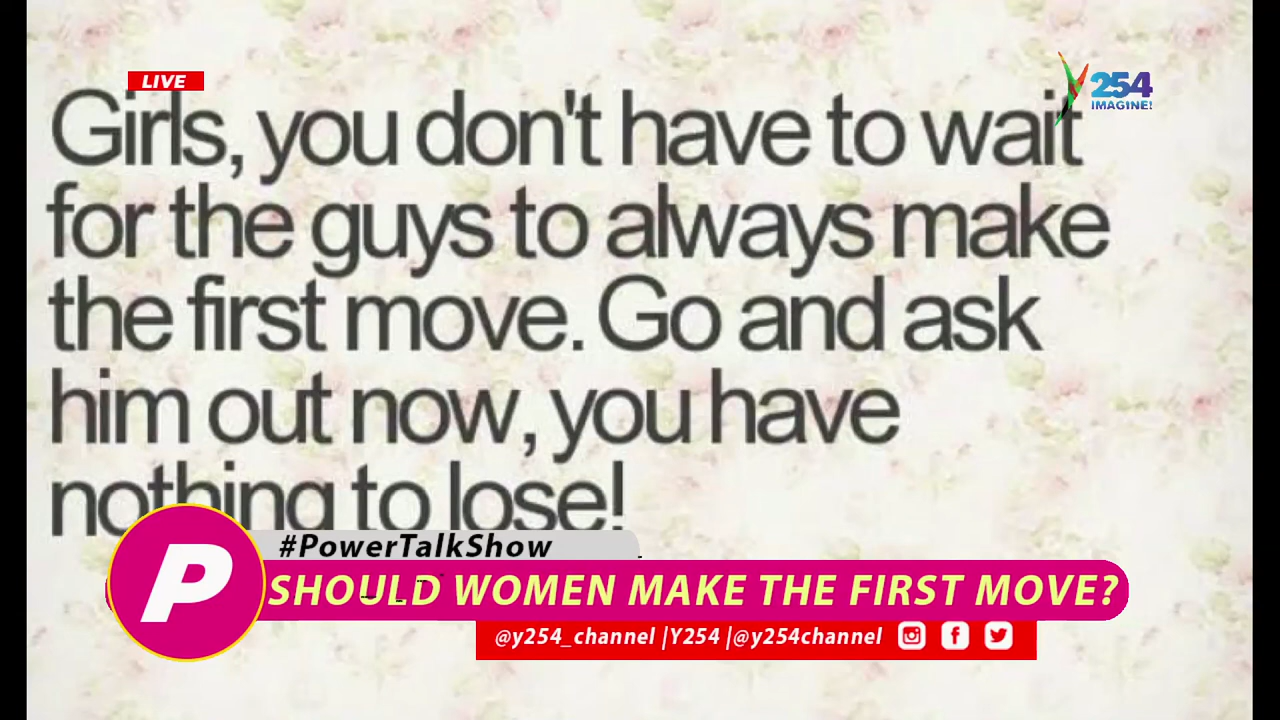 LIVE
254
IMAGINE!
Girls, you don't have to wait
for the guys to always make
the first move. Go and ask
him out now, you have
nothing to lose!
#PowerTalkShow
P
SHOULD WOMEN MAKE THE FIRST MOVE?
@y254_channel |Y254 |@y254channel